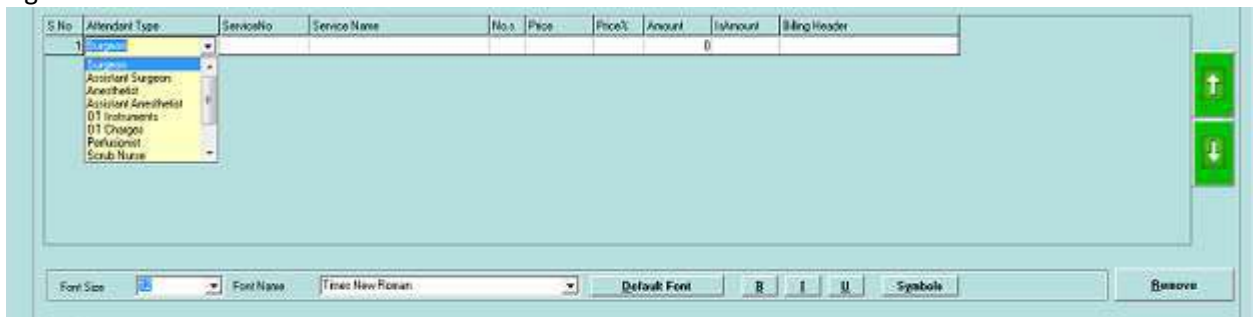 S.No Attendant Type ServiceNo Service Name No.s Price Price% Amount IsAmount Billing Header
1 Surgeon 0
Surgeon
Assistant Surgeon
Anesthetist
Assistant Anesthetist
OT Instruments
OT Charges
Perfusionist
Scrub Nurse
Font Size 12 Font Name Times New Roman Default Font B I U Symbols Remove